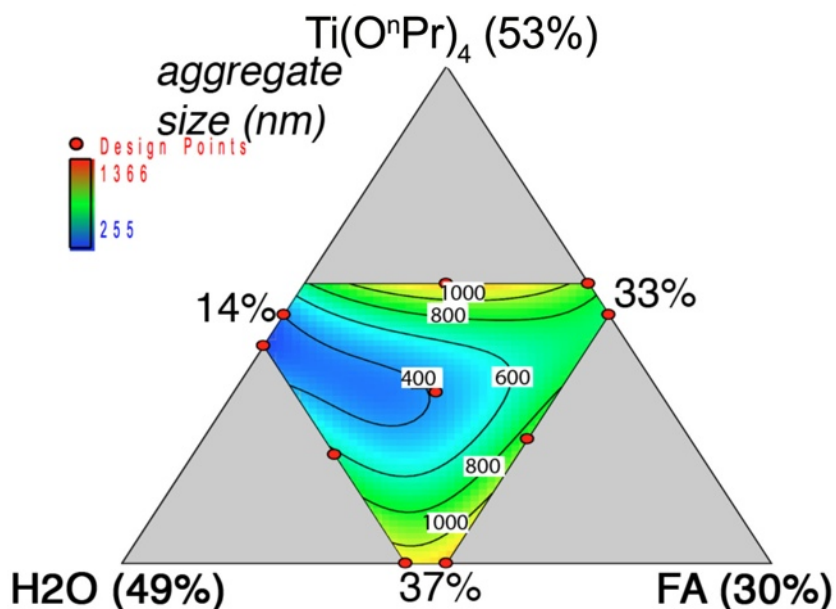 Ti(OⁿPr)₄ (53%)
aggregate
size (nm)
Design Points
1366
255
14%
33%
1000
800
400
600
800
1000
H2O (49%)
37%
FA (30%)